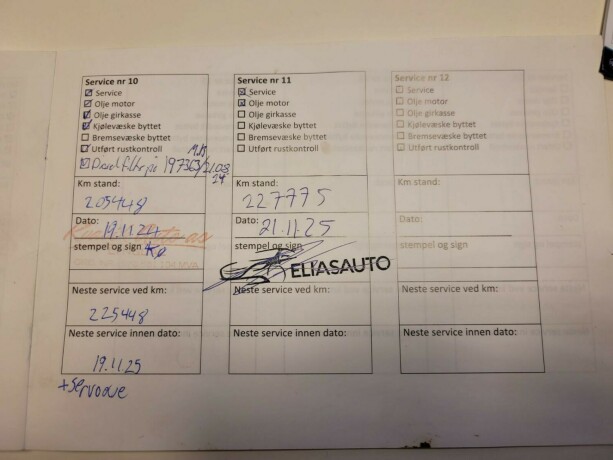 Service nr 10
Service
Olje motor
Olje girkasse
Kjølevæske byttet
Bremsevæske byttet
Utført rustkontroll
197363
Km stand:
205448
Dato: 19.11.24
stempel og sign
Neste service ved km:
225448
Neste service innen dato:
19.11.25
+servoolje
Service nr 11
Service
Olje motor
Olje girkasse
Kjølevæske byttet
Bremsevæske byttet
Utført rustkontroll
Km stand:
227775
Dato: 21.11.25
stempel og sign
ELIASAUTO
Neste service ved km:
Neste service innen dato:
Service nr 12
Service
Olje motor
Olje girkasse
Kjølevæske byttet
Bremsevæske byttet
Utført rustkontroll
Km stand:
Dato:
stempel og sign
Neste service ved km:
Neste service innen dato: